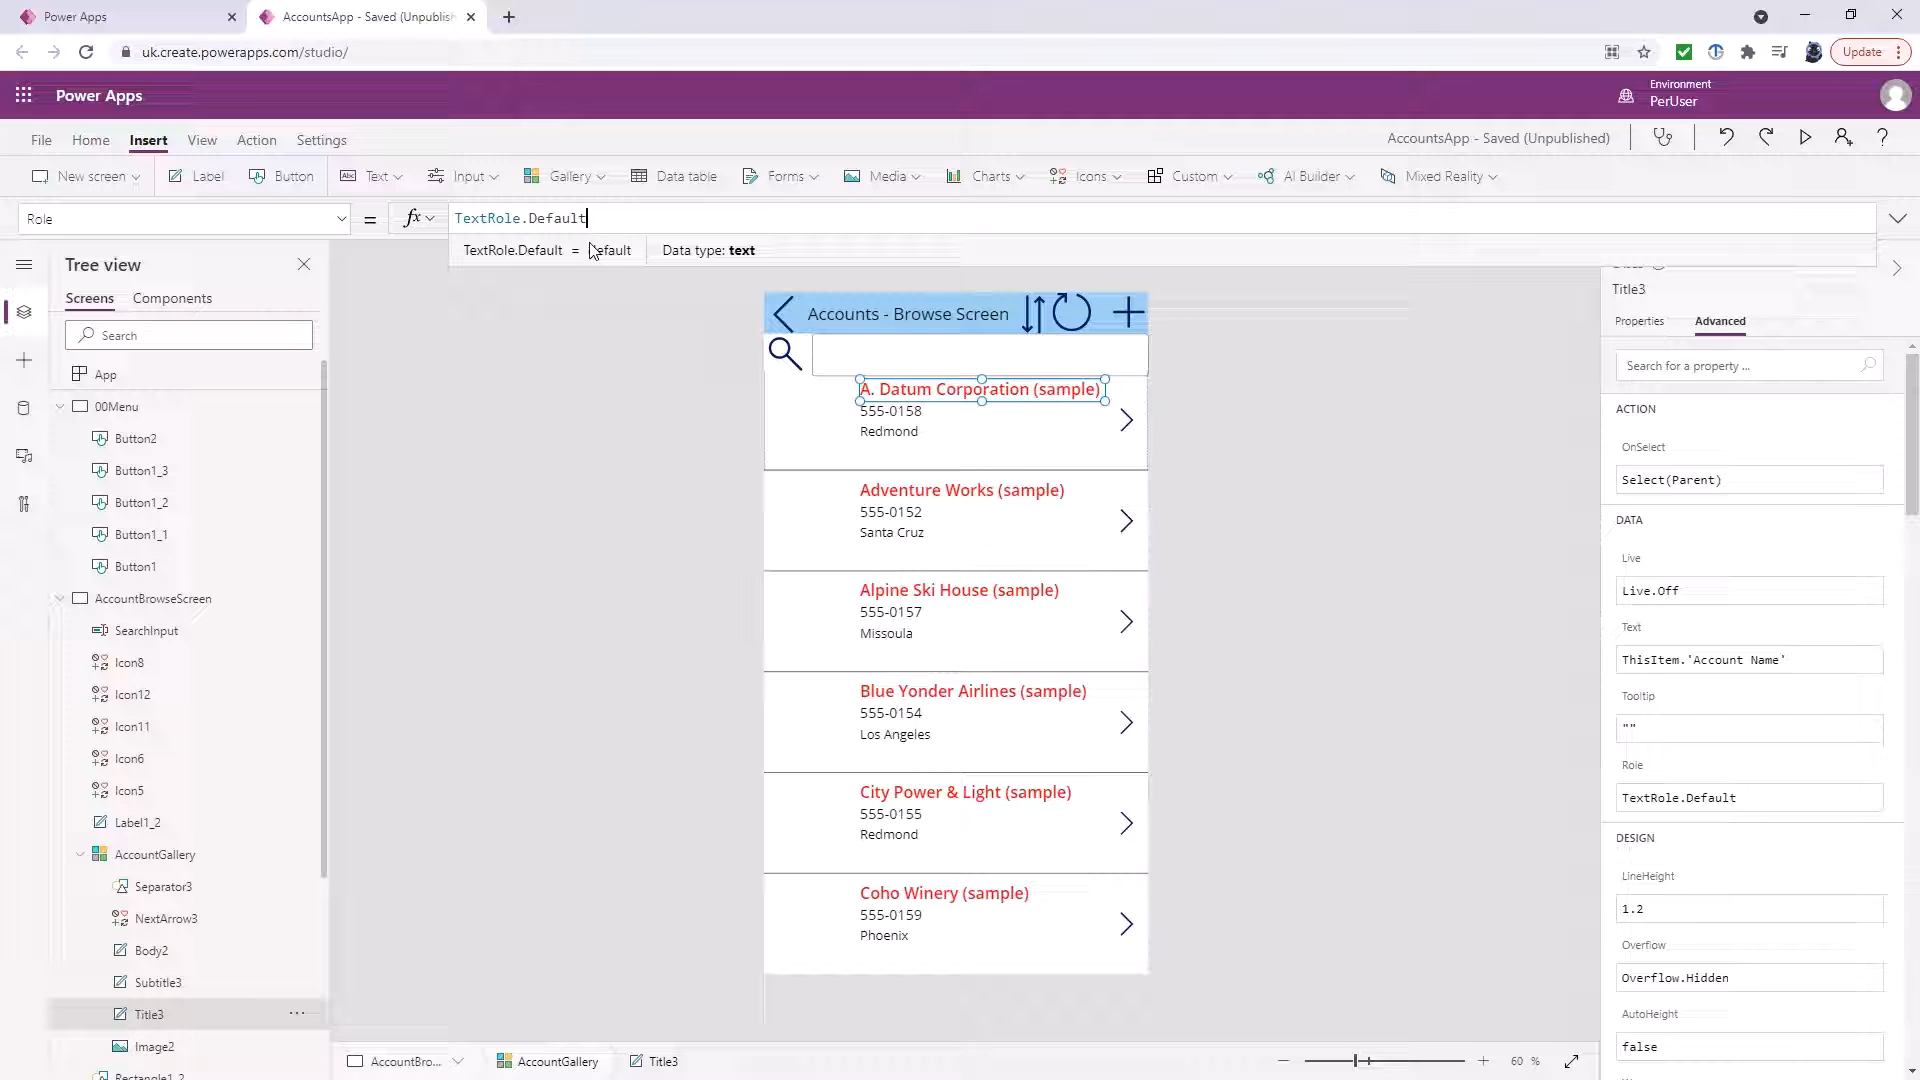 Power Apps
AccountsApp - Saved (Unpublish
uk.create.powerapps.com/studio/
Update
Power Apps
Environment
PerUser
File Home Insert View Action Settings
AccountsApp - Saved (Unpublished)
New screen Label Button Text Input Gallery Data table Forms Media Charts Icons Custom AI Builder Mixed Reality
Role = fx TextRole.Default
TextRole.Default = efault Data type: text
Tree view
Screens Components
Search
App
00Menu
Button2
Button1_3
Button1_2
Button1_1
Button1
AccountBrowseScreen
SearchInput
Icon8
Icon12
Icon11
Icon6
Icon5
Label1_2
AccountGallery
Separator3
NextArrow3
Body2
Subtitle3
Title3
Image2
Rectangle1_2
Accounts - Browse Screen
A. Datum Corporation (sample)
555-0158
Redmond
Adventure Works (sample)
555-0152
Santa Cruz
Alpine Ski House (sample)
555-0157
Missoula
Blue Yonder Airlines (sample)
555-0154
Los Angeles
City Power & Light (sample)
555-0155
Redmond
Coho Winery (sample)
555-0159
Phoenix
Title3
Properties Advanced
Search for a property ...
ACTION
OnSelect
Select(Parent)
DATA
Live
Live.Off
Text
ThisItem.'Account Name'
Tooltip
""
Role
TextRole.Default
DESIGN
LineHeight
1.2
Overflow
Overflow.Hidden
AutoHeight
false
AccountBro... AccountGallery Title3
60 %